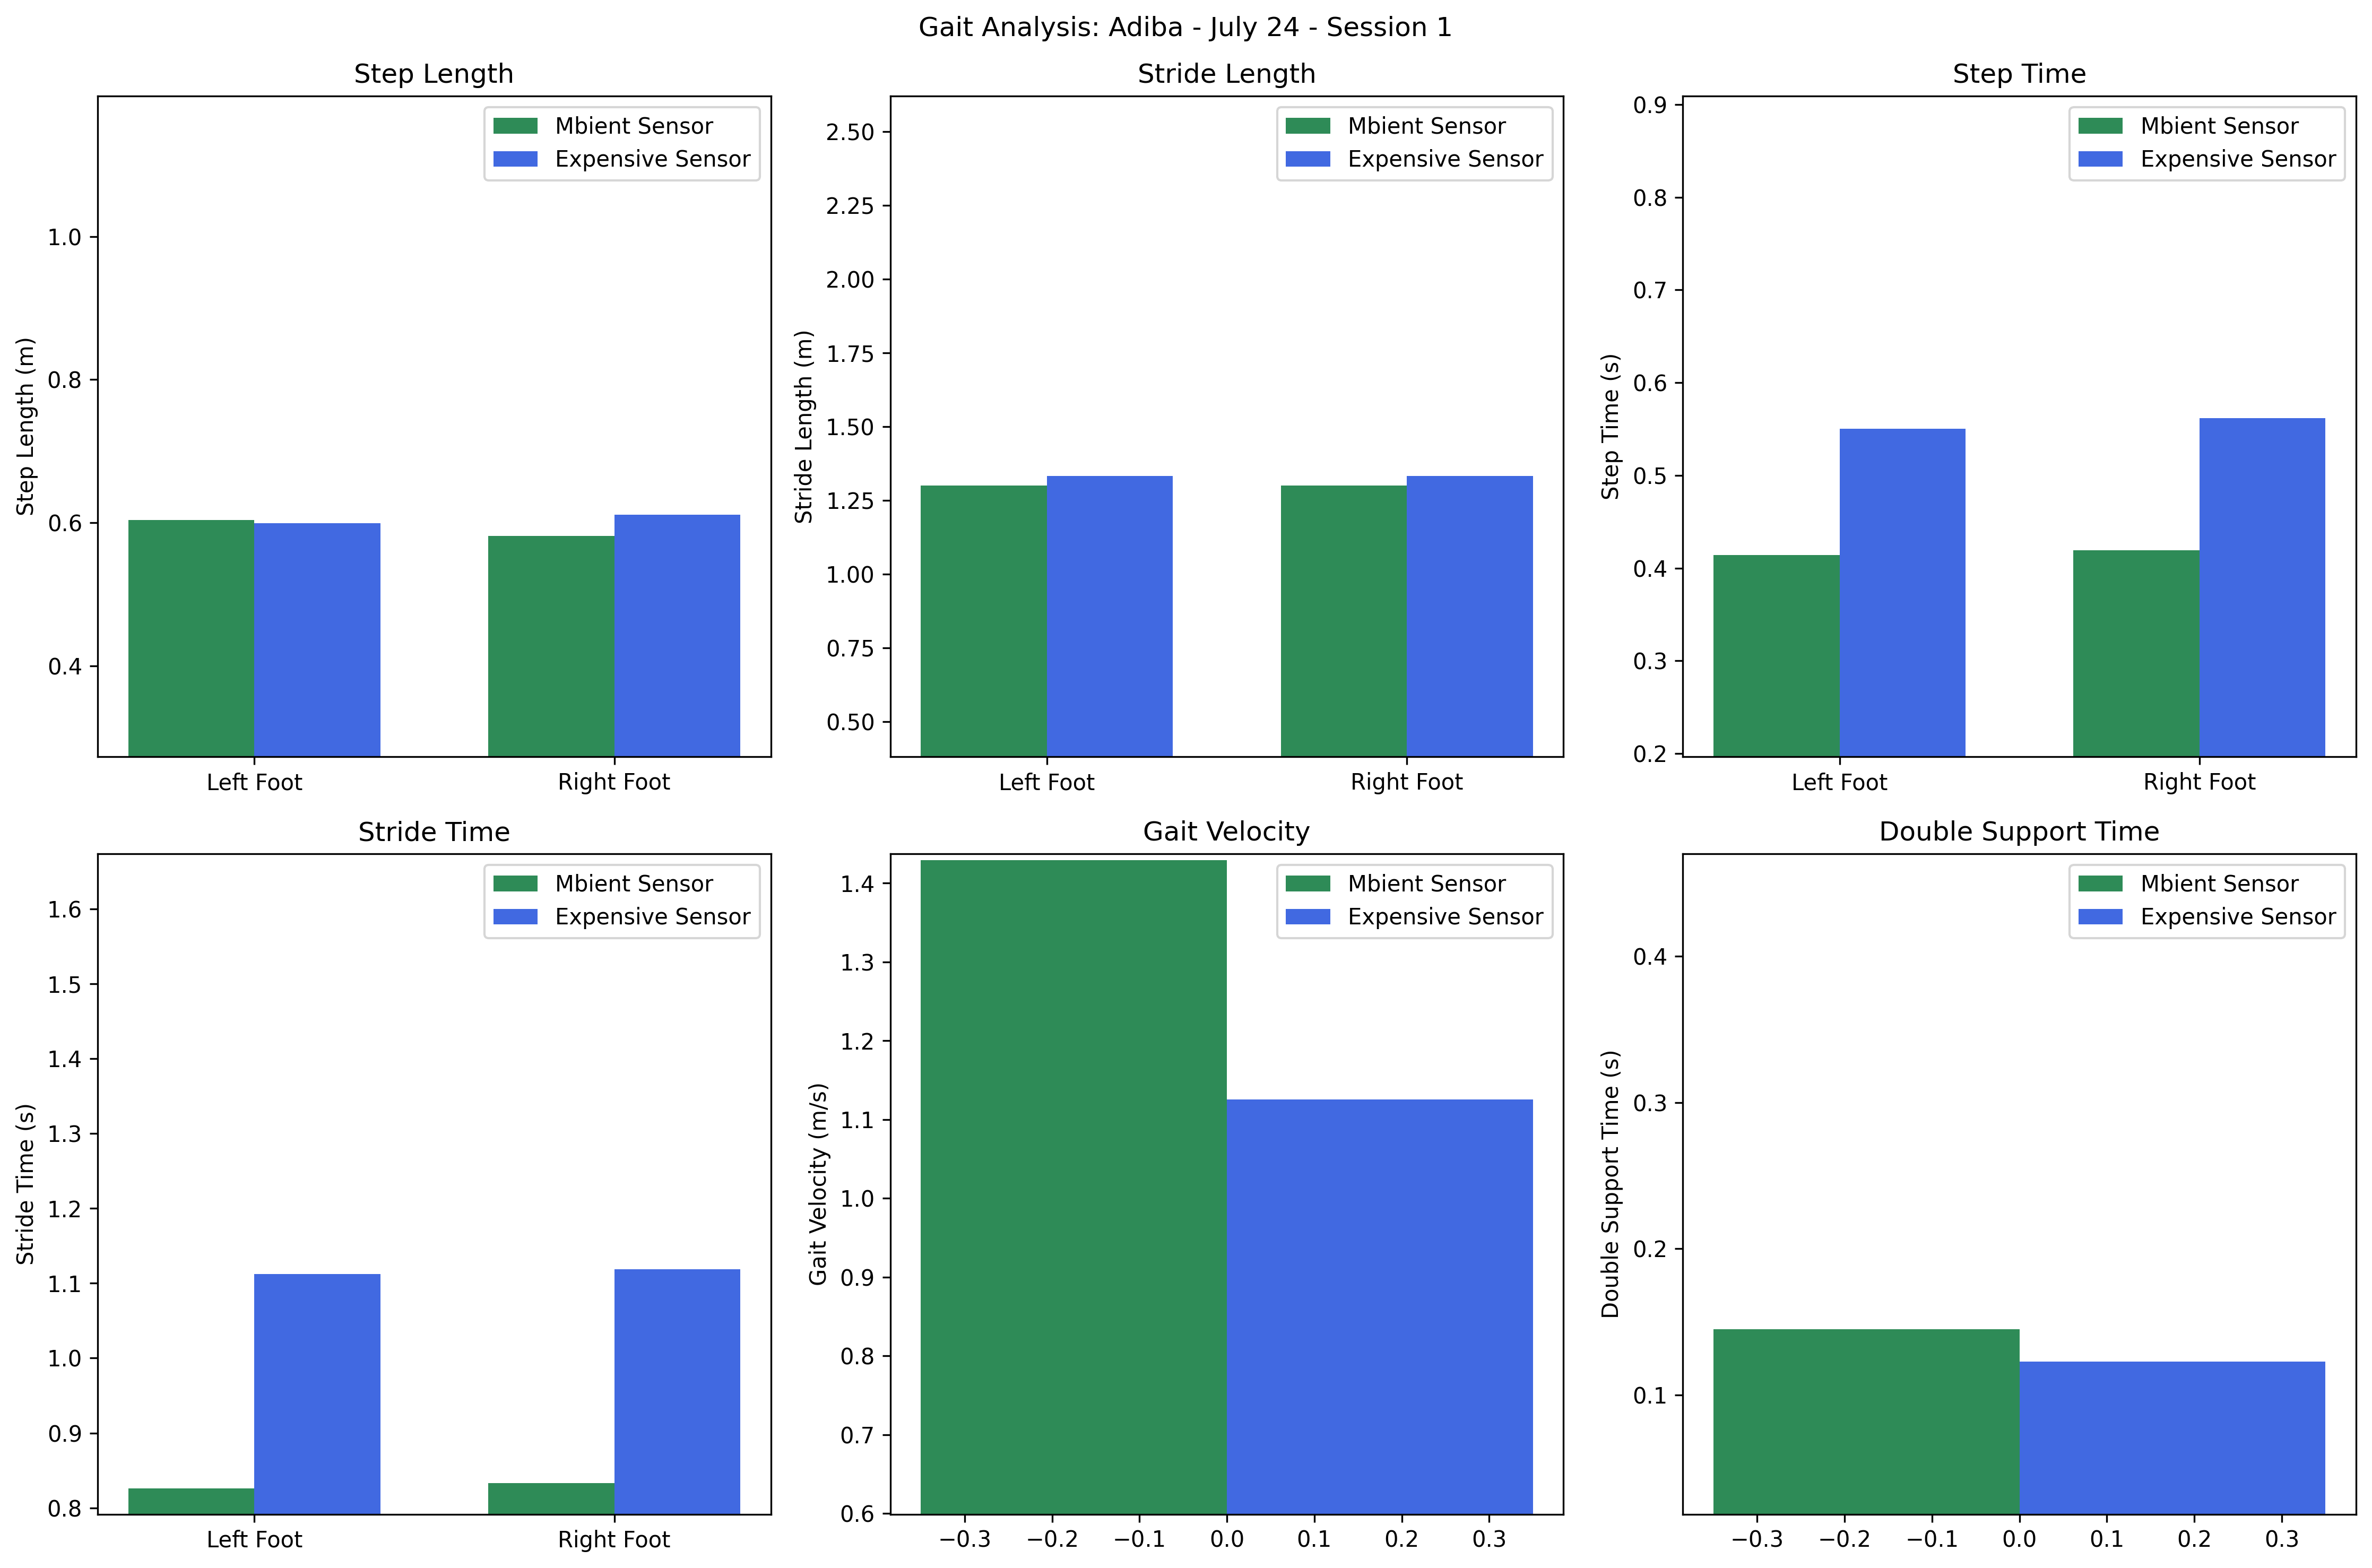 Gait Analysis: Adiba - July 24 - Session 1
Step Length
Step Length (m)
1.0
0.8
0.6
0.4
Left Foot
Right Foot
Mbient Sensor
Expensive Sensor
Stride Length
Stride Length (m)
2.50
2.25
2.00
1.75
1.50
1.25
1.00
0.75
0.50
Left Foot
Right Foot
Mbient Sensor
Expensive Sensor
Step Time
Step Time (s)
0.9
0.8
0.7
0.6
0.5
0.4
0.3
0.2
Left Foot
Right Foot
Mbient Sensor
Expensive Sensor
Stride Time
Stride Time (s)
1.6
1.5
1.4
1.3
1.2
1.1
1.0
0.9
0.8
Left Foot
Right Foot
Mbient Sensor
Expensive Sensor
Gait Velocity
Gait Velocity (m/s)
1.4
1.3
1.2
1.1
1.0
0.9
0.8
0.7
0.6
−0.3 −0.2 −0.1 0.0 0.1 0.2 0.3
Mbient Sensor
Expensive Sensor
Double Support Time
Double Support Time (s)
0.4
0.3
0.2
0.1
−0.3 −0.2 −0.1 0.0 0.1 0.2 0.3
Mbient Sensor
Expensive Sensor